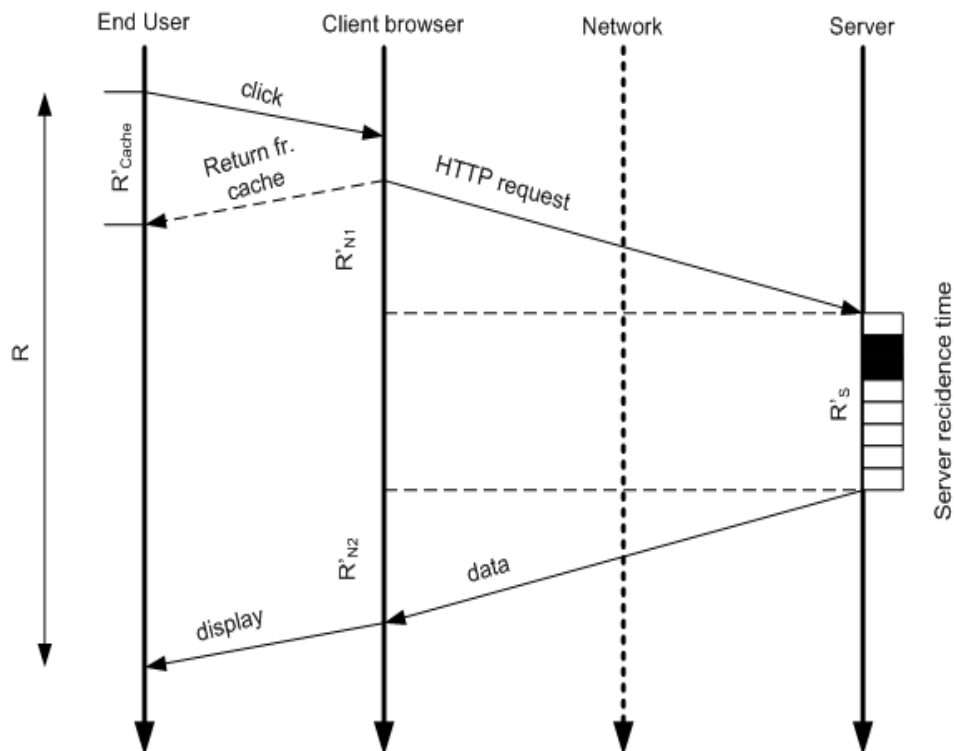 End User
Client browser
Network
Server
click
R'Cache
Return fr.
cache
HTTP request
R'N1
R
R's
Server recidence time
R'N2
data
display